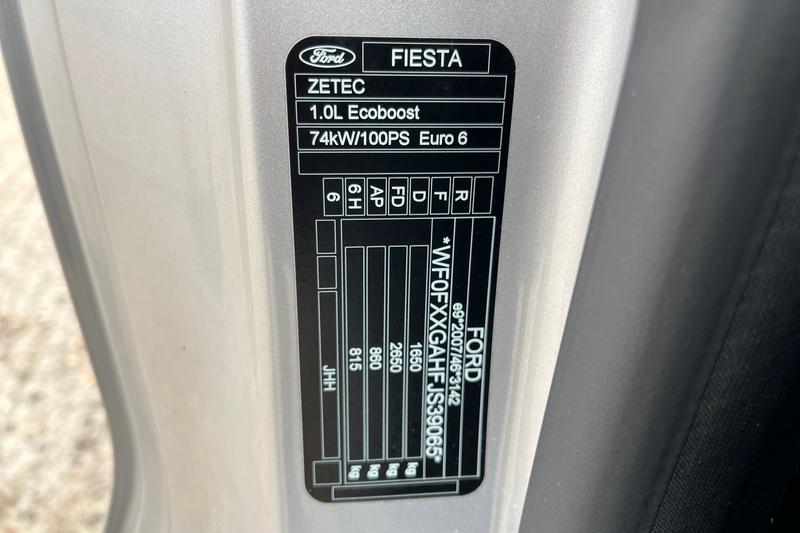 Ford
FIESTA
ZETEC
1.0L Ecoboost
74kW/100PS Euro 6
6 6H AP FD D F R
FORD
e9*2007/46*3142
*WF0FXXGAHFJS39065*
1650 kg
2650 kg
860 kg
815 kg
JHH